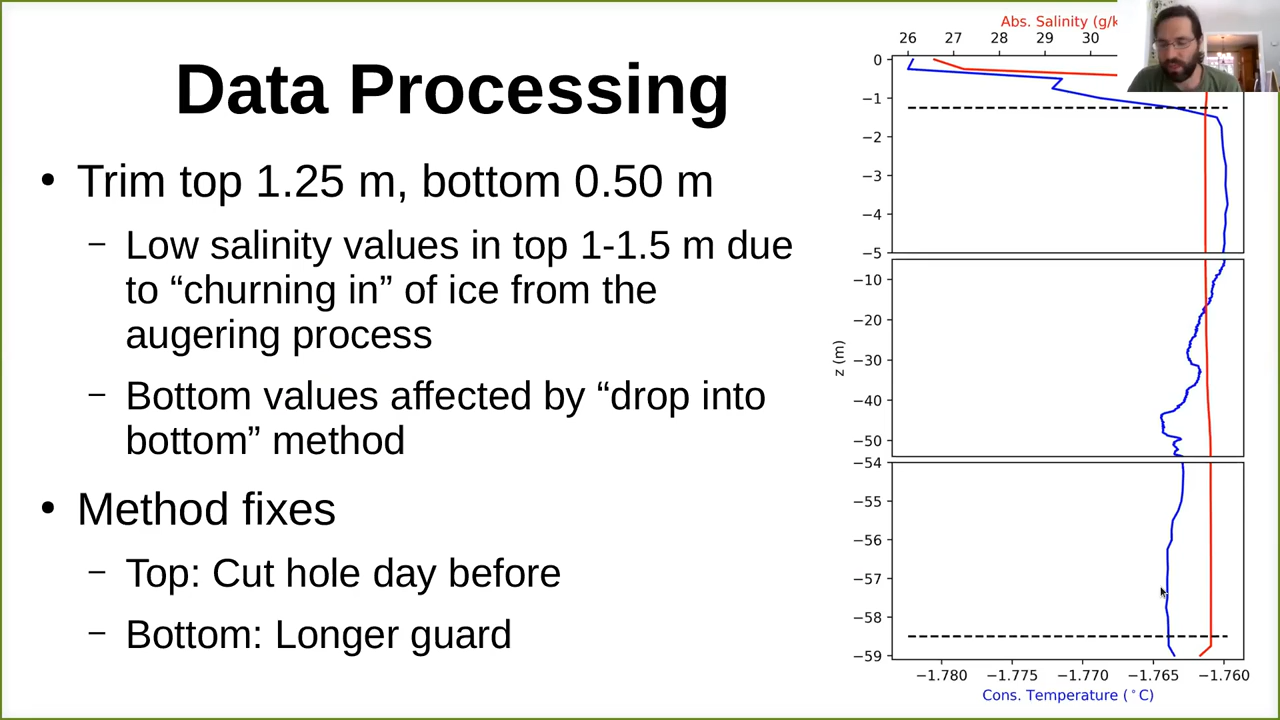 Data Processing
• Trim top 1.25 m, bottom 0.50 m
– Low salinity values in top 1-1.5 m due
to “churning in” of ice from the
augering process
– Bottom values affected by “drop into
bottom” method
• Method fixes
– Top: Cut hole day before
– Bottom: Longer guard
Abs. Salinity (g/k
26 27 28 29 30
0
−1
−2
−3
−4
−5
−10
−20
−30
−40
−50
z (m)
−54
−55
−56
−57
−58
−59
−1.780 −1.775 −1.770 −1.765 −1.760
Cons. Temperature (°C)